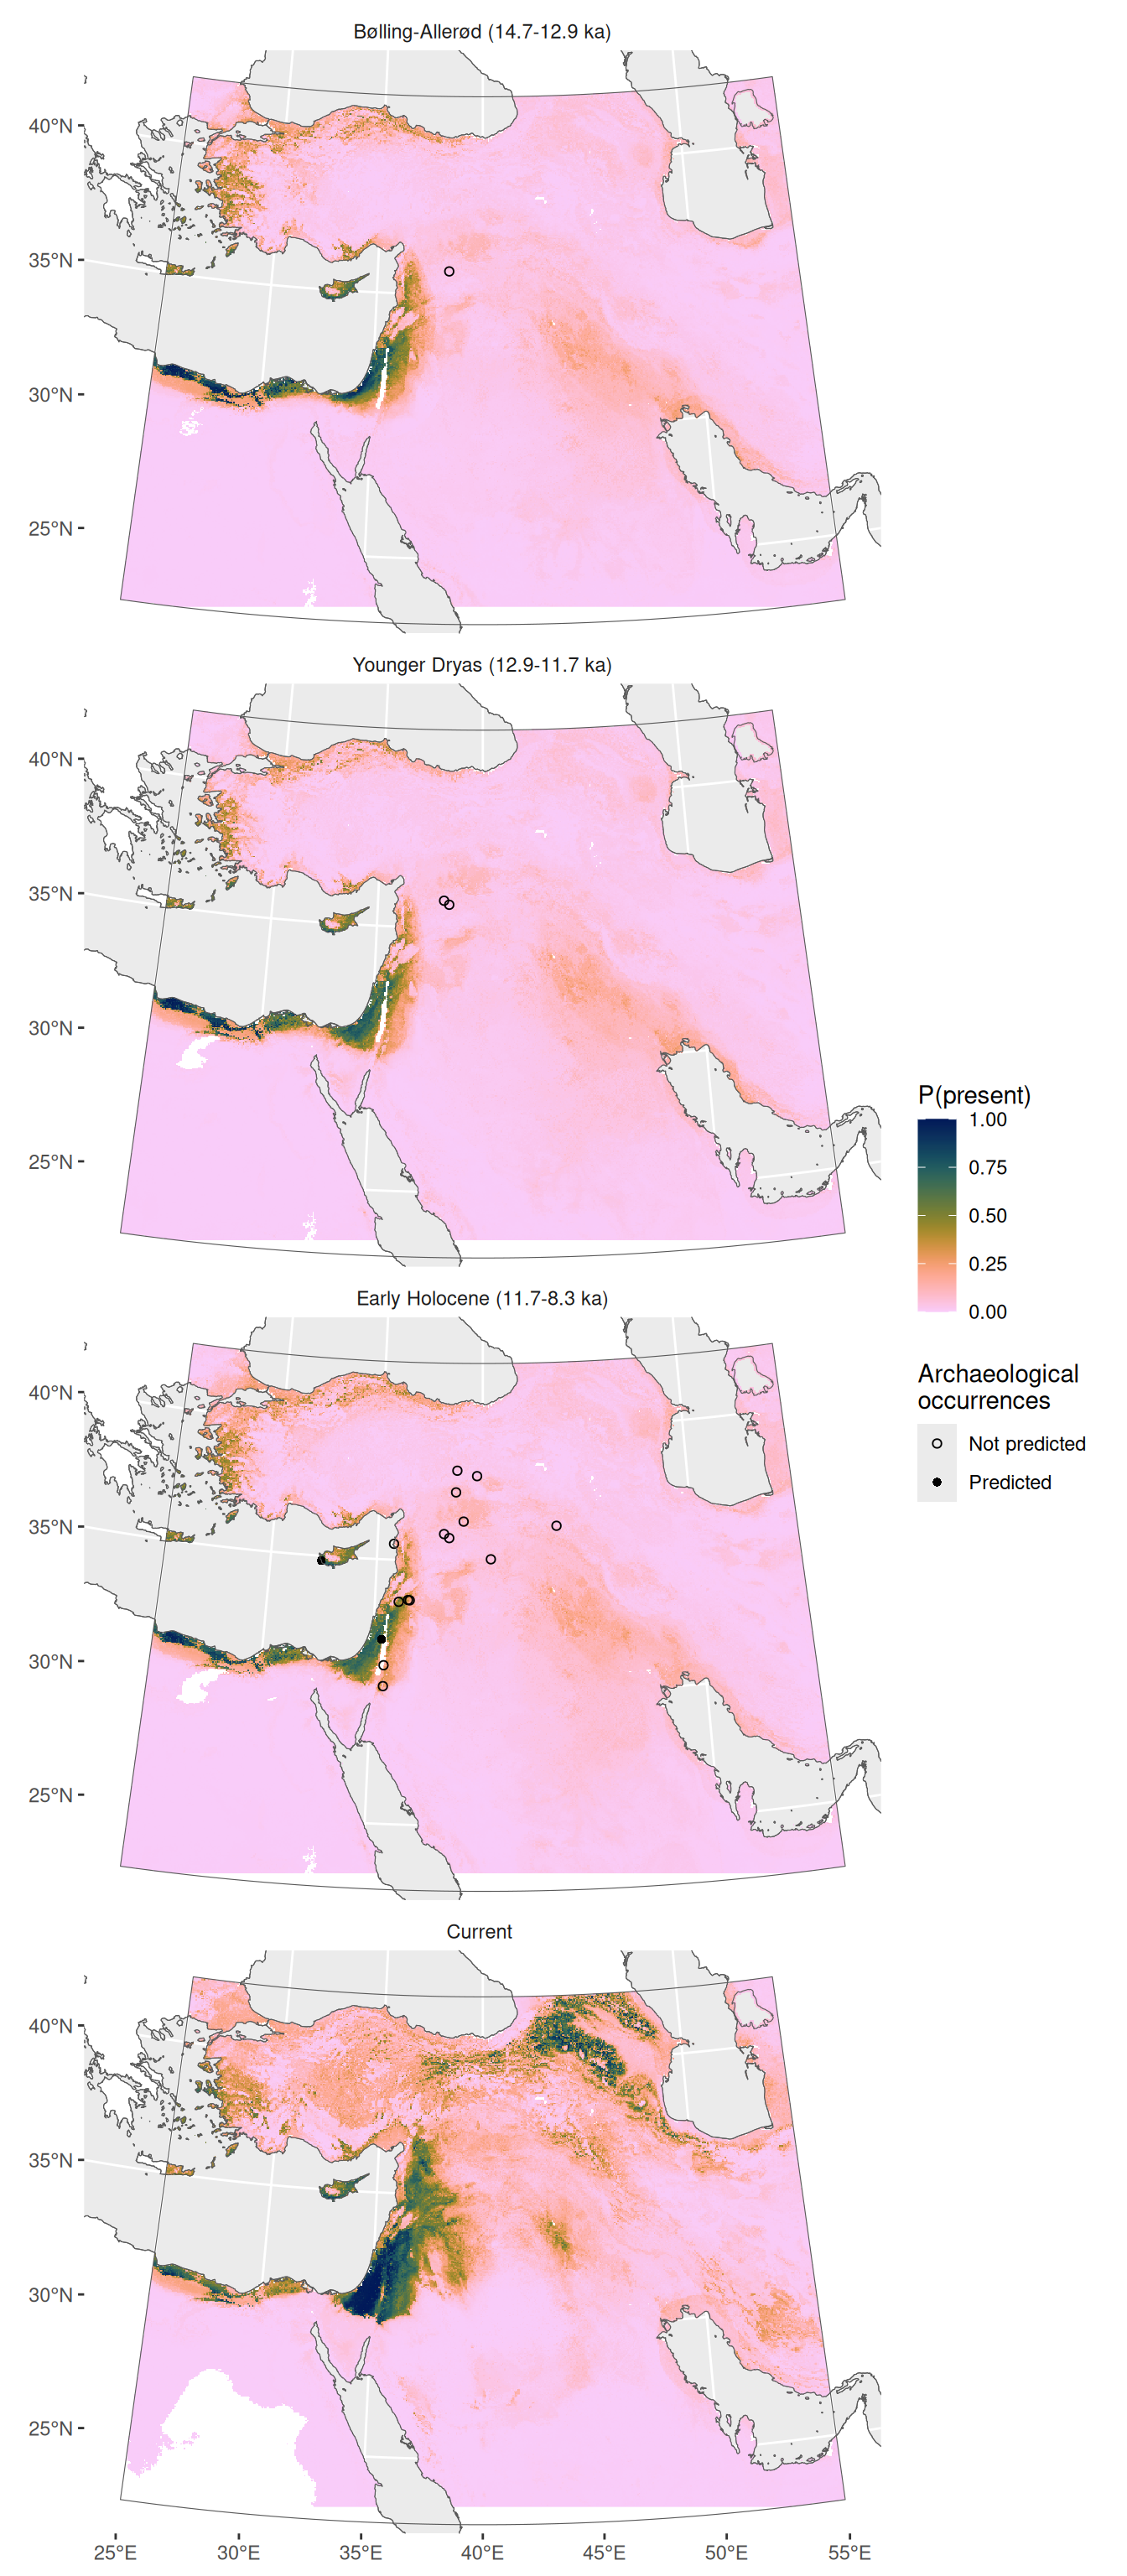 Bølling-Allerød (14.7-12.9 ka)
40°N
35°N
30°N
25°N
Younger Dryas (12.9-11.7 ka)
40°N
35°N
30°N
25°N
P(present)
1.00
0.75
0.50
0.25
0.00
Early Holocene (11.7-8.3 ka)
40°N
35°N
30°N
25°N
Archaeological
occurrences
Not predicted
Predicted
Current
40°N
35°N
30°N
25°N
25°E 30°E 35°E 40°E 45°E 50°E 55°E